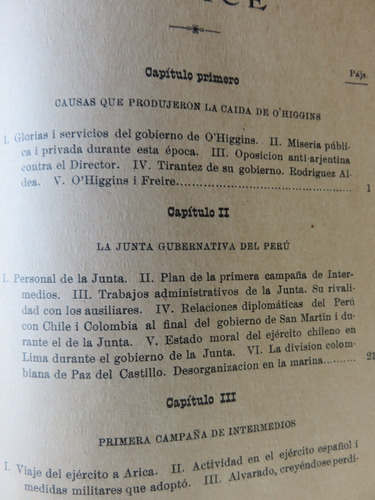 ICE
Capítulo primero
Pájs.
CAUSAS QUE PRODUJERON LA CAIDA DE O'HIGGINS
I. Glorias i servicios del gobierno de O'Higgins. II. Miseria públi-
ca i privada durante esta época. III. Oposicion anti-arjentina
contra el Director. IV. Tirantez de su gobierno. Rodriguez Al-
dea. V. O'Higgins i Freire 1
Capítulo II
LA JUNTA GUBERNATIVA DEL PERÚ
I. Personal de la Junta. II. Plan de la primera campaña de Inter-
medios. III. Trabajos administrativos de la Junta. Su rivali-
dad con los ausiliares. IV. Relaciones diplomáticas del Perú
con Chile i Colombia al final del gobierno de San Martin i du-
rante el de la Junta. V. Estado moral del ejército chileno en
Lima durante el gobierno de la Junta. VI. La division colom-
biana de Paz del Castillo. Desorganizacion en la marina 21
Capítulo III
PRIMERA CAMPAÑA DE INTERMEDIOS
I. Viaje del ejército a Arica. II. Actividad en el ejército español i
medidas militares que adoptó. III. Alvarado, creyéndose perdi-